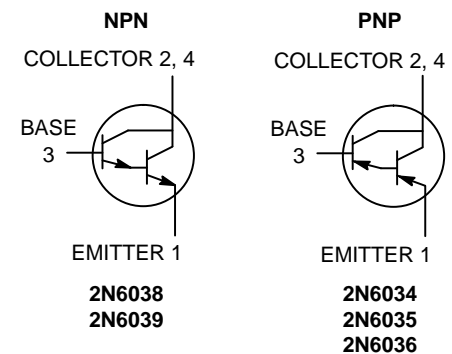 NPN
COLLECTOR 2, 4
BASE
3
EMITTER 1
2N6038
2N6039
PNP
COLLECTOR 2, 4
BASE
3
EMITTER 1
2N6034
2N6035
2N6036